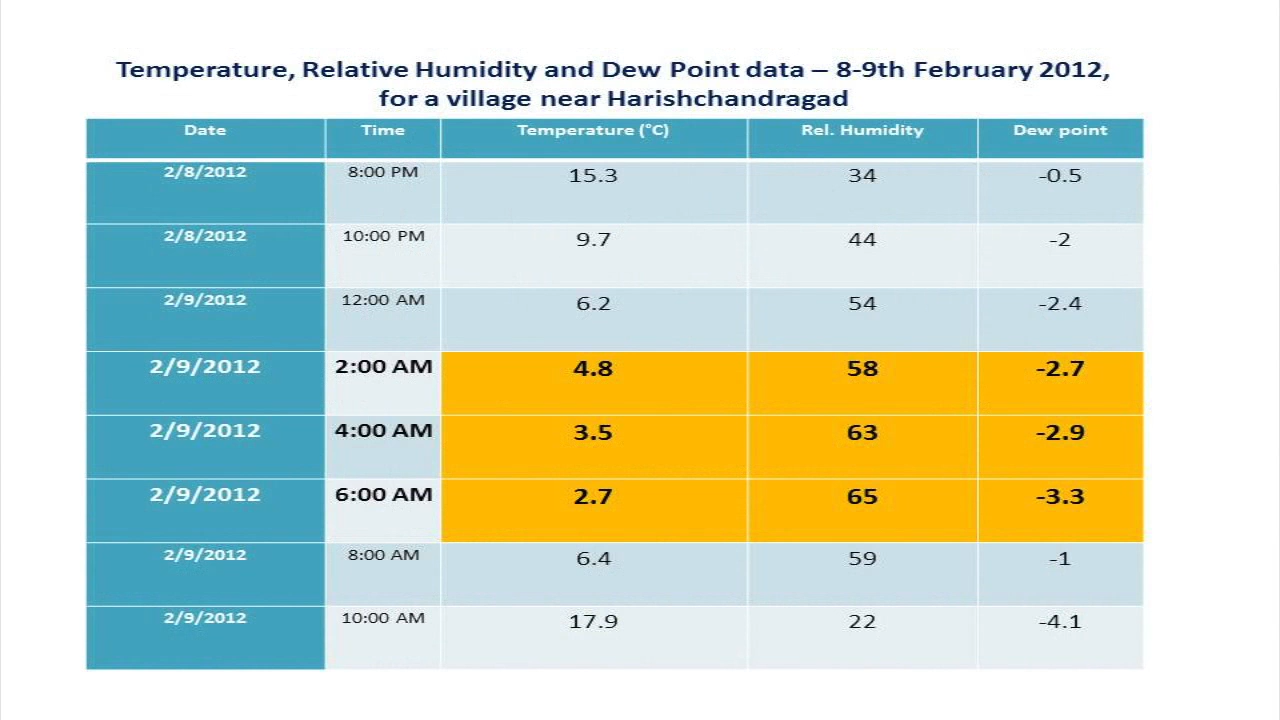 Temperature, Relative Humidity and Dew Point data – 8-9th February 2012,
for a village near Harishchandragad
Date Time Temperature (°C) Rel. Humidity Dew point
2/8/2012 8:00 PM 15.3 34 -0.5
2/8/2012 10:00 PM 9.7 44 -2
2/9/2012 12:00 AM 6.2 54 -2.4
2/9/2012 2:00 AM 4.8 58 -2.7
2/9/2012 4:00 AM 3.5 63 -2.9
2/9/2012 6:00 AM 2.7 65 -3.3
2/9/2012 8:00 AM 6.4 59 -1
2/9/2012 10:00 AM 17.9 22 -4.1